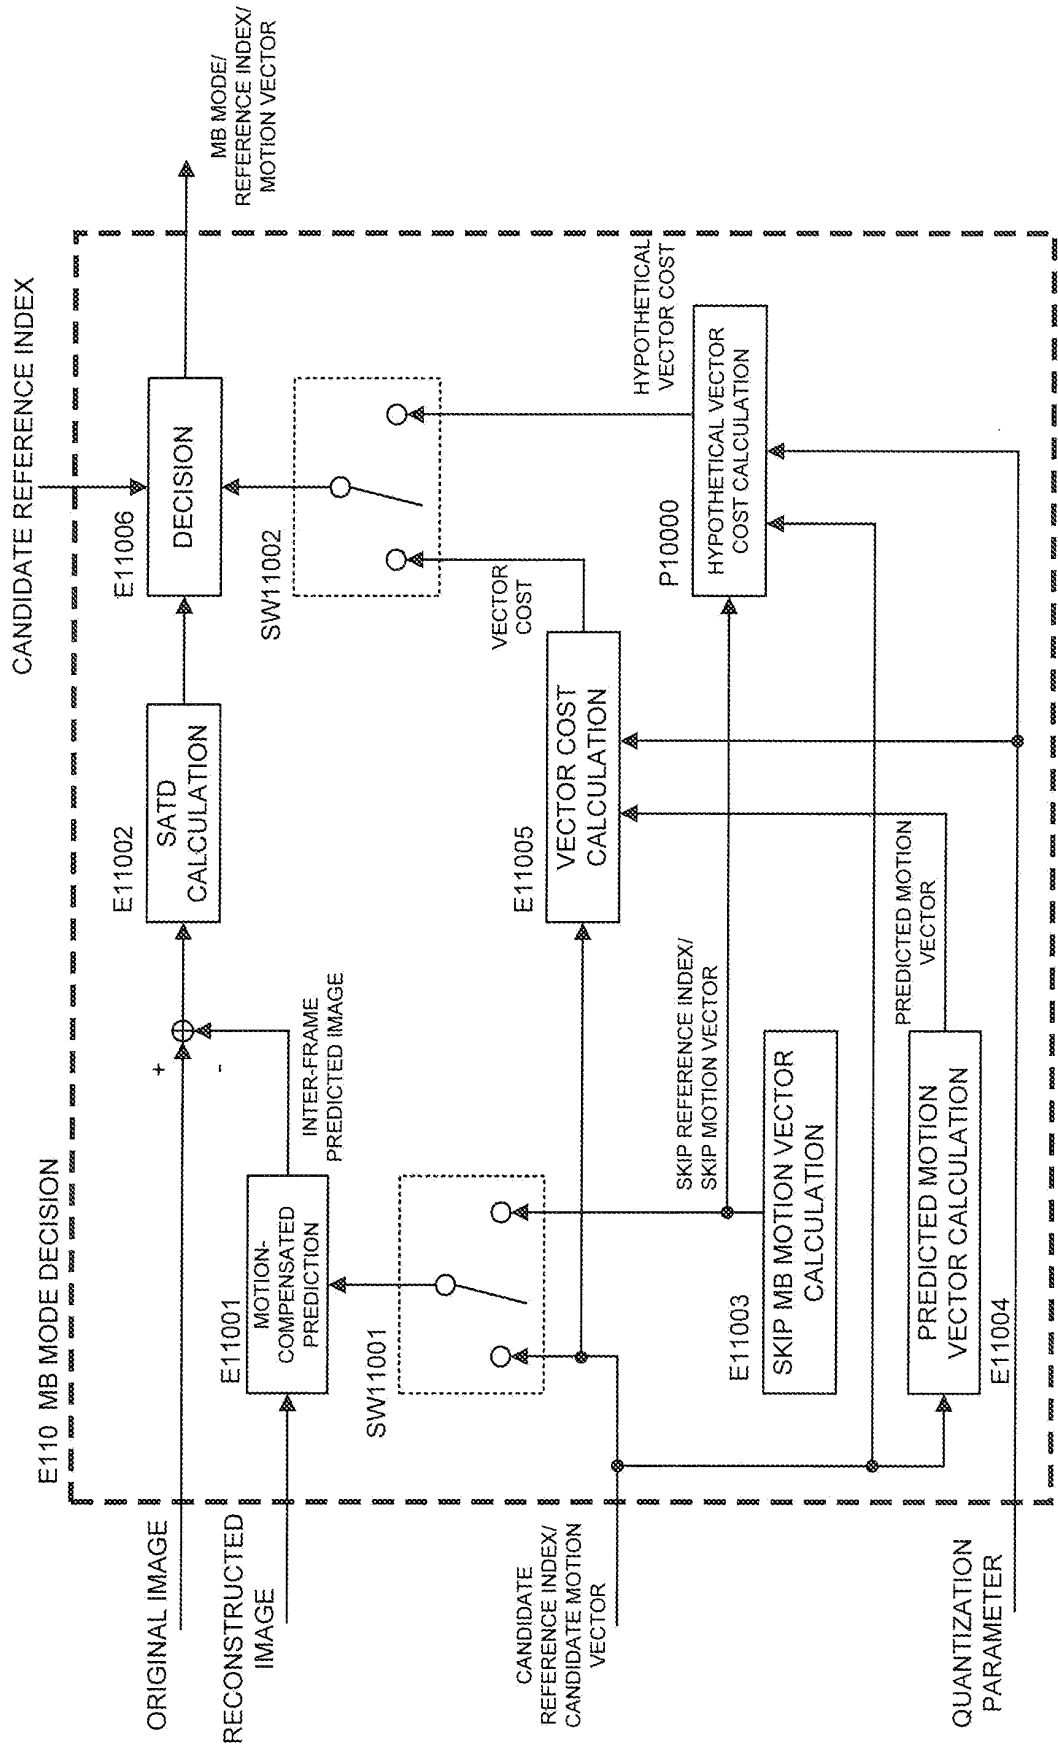 CANDIDATE REFERENCE INDEX
E110 MB MODE DECISION
ORIGINAL IMAGE
RECONSTRUCTED
IMAGE
CANDIDATE
REFERENCE INDEX/
CANDIDATE MOTION
VECTOR
QUANTIZATION
PARAMETER
+
-
E11001
MOTION-
COMPENSATED
PREDICTION
INTER-FRAME
PREDICTED IMAGE
SW11001
E11002
SATD
CALCULATION
E11006
DECISION
MB MODE/
REFERENCE INDEX/
MOTION VECTOR
SW11002
VECTOR
COST
E11005
VECTOR COST
CALCULATION
HYPOTHETICAL
VECTOR COST
P10000
HYPOTHETICAL VECTOR
COST CALCULATION
SKIP REFERENCE INDEX/
SKIP MOTION VECTOR
E11003
SKIP MB MOTION VECTOR
CALCULATION
PREDICTED MOTION
VECTOR
PREDICTED MOTION
VECTOR CALCULATION
E11004